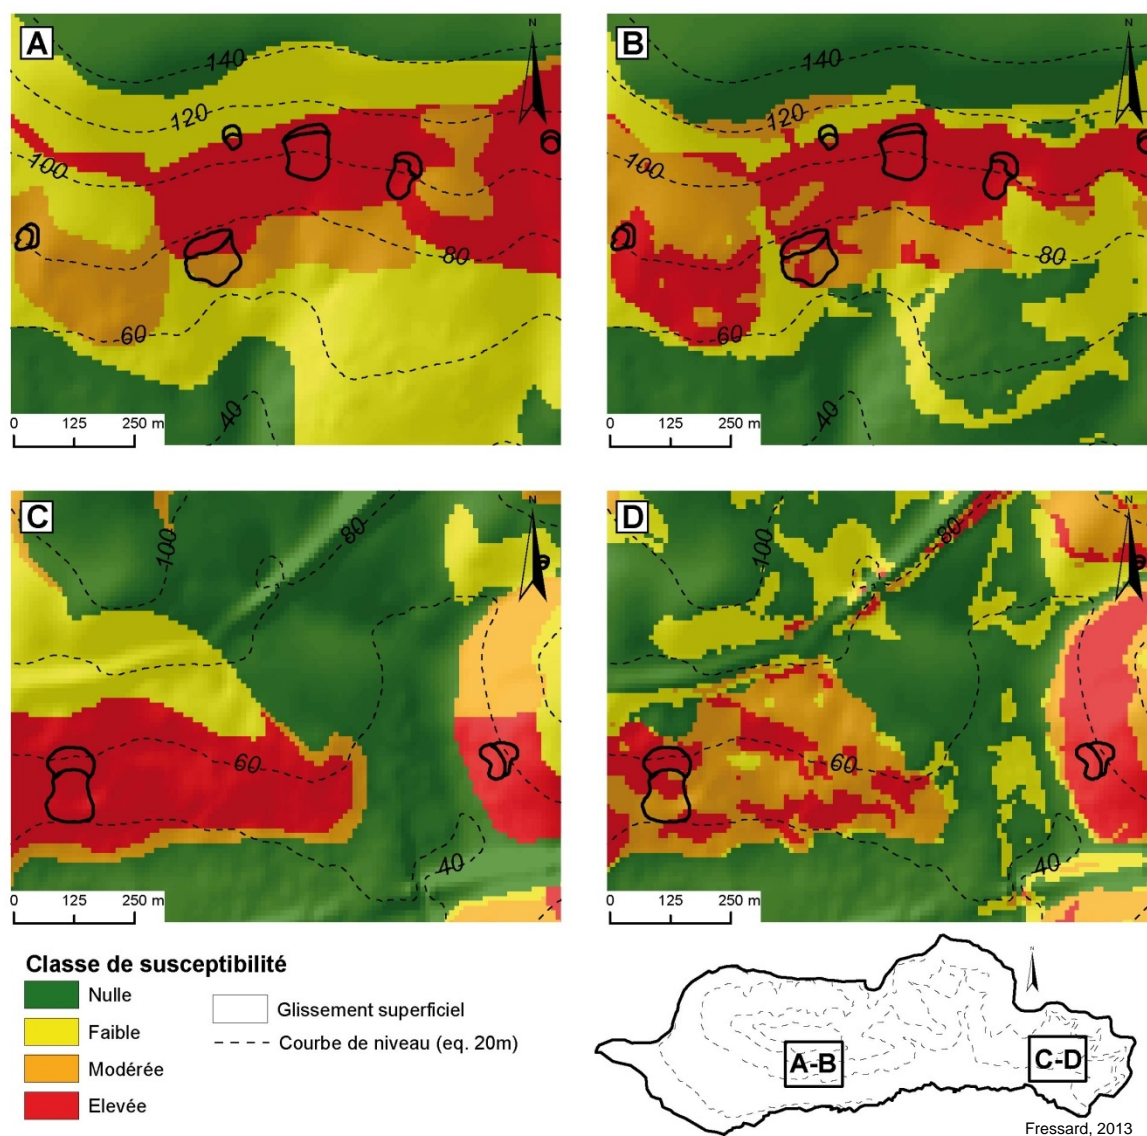 A
N
140
120
100
80
60
40
0 125 250 m
B
N
140
120
100
80
60
40
0 125 250 m
C
N
100
80
60
40
0 125 250 m
D
N
100
80
60
40
0 125 250 m
Classe de susceptibilité
Nulle
Faible
Modérée
Elevée
Glissement superficiel
Courbe de niveau (eq. 20m)
N
A-B
C-D
Fressard, 2013